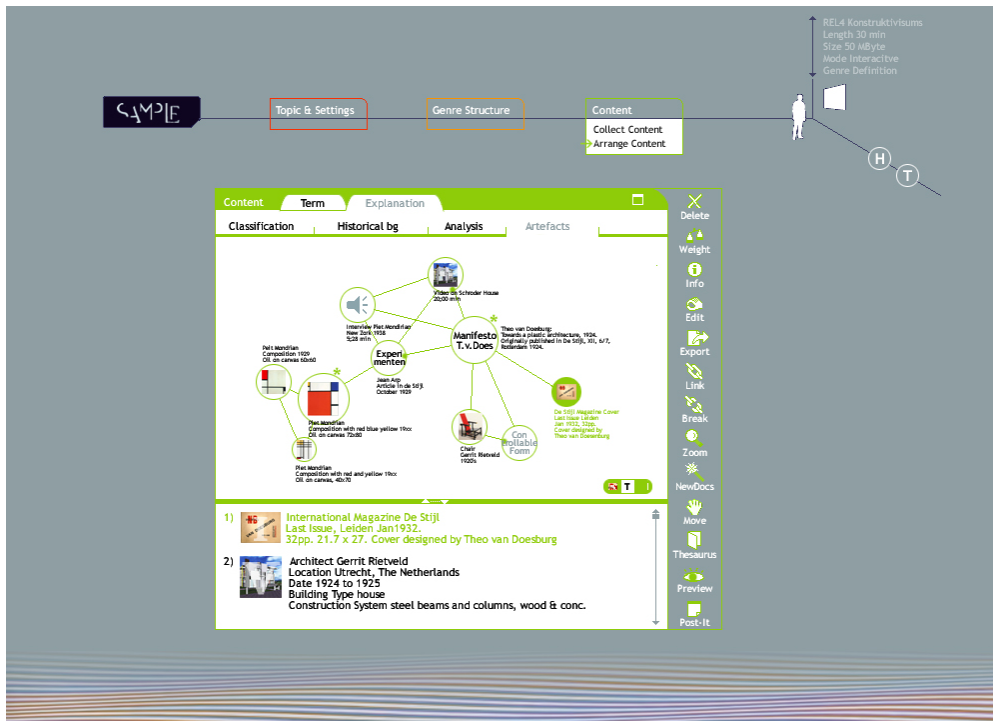 REL4 Konstruktivisums
Length 30 min
Size 50 MByte
Mode Interacitve
Genre Definition
SAMPLE
Topic & Settings
Genre Structure
Content
Collect Content
Arrange Content
H
T
Content
Term
Explanation
Classification
Historical bg
Analysis
Artefacts
Delete
Weight
Info
Edit
Export
Link
Break
Zoom
NewDocs
Move
Thesaurus
Preview
Post-It
Video on Schroder House
20;00 min
Interview Piet Mondrian
New York 1938
5;28 min
Manifesto
T.v.Does
Theo van Doesburg:
Towards a plastic architecture, 1924.
Originally published in De Stijl, XII, 6/7,
Rotterdam 1924.
Experi
menten
Jean Arp
Article in de Stijl
October 1929
Peit Mondrian
Composition 1929
Oil on canvas 60x60
Piet Mondrian
Composition with red blue yellow 19xx
Oil on canvas 72x80
Piet Mondrian
Composition with red and yellow 19xx
Oil on canvas, 40x70
Chair
Gerrit Rietveld
1920's
Con
trollable
Form
De Stijl Magazine Cover
Last Issue Leiden
Jan 1932, 32pp.
Cover designed by
Theo van Doesenburg
T
1) International Magazine De Stijl
Last Issue, Leiden Jan1932.
32pp. 21.7 x 27. Cover designed by Theo van Doesburg
2) Architect Gerrit Rietveld
Location Utrecht, The Netherlands
Date 1924 to 1925
Building Type house
Construction System steel beams and columns, wood & conc.